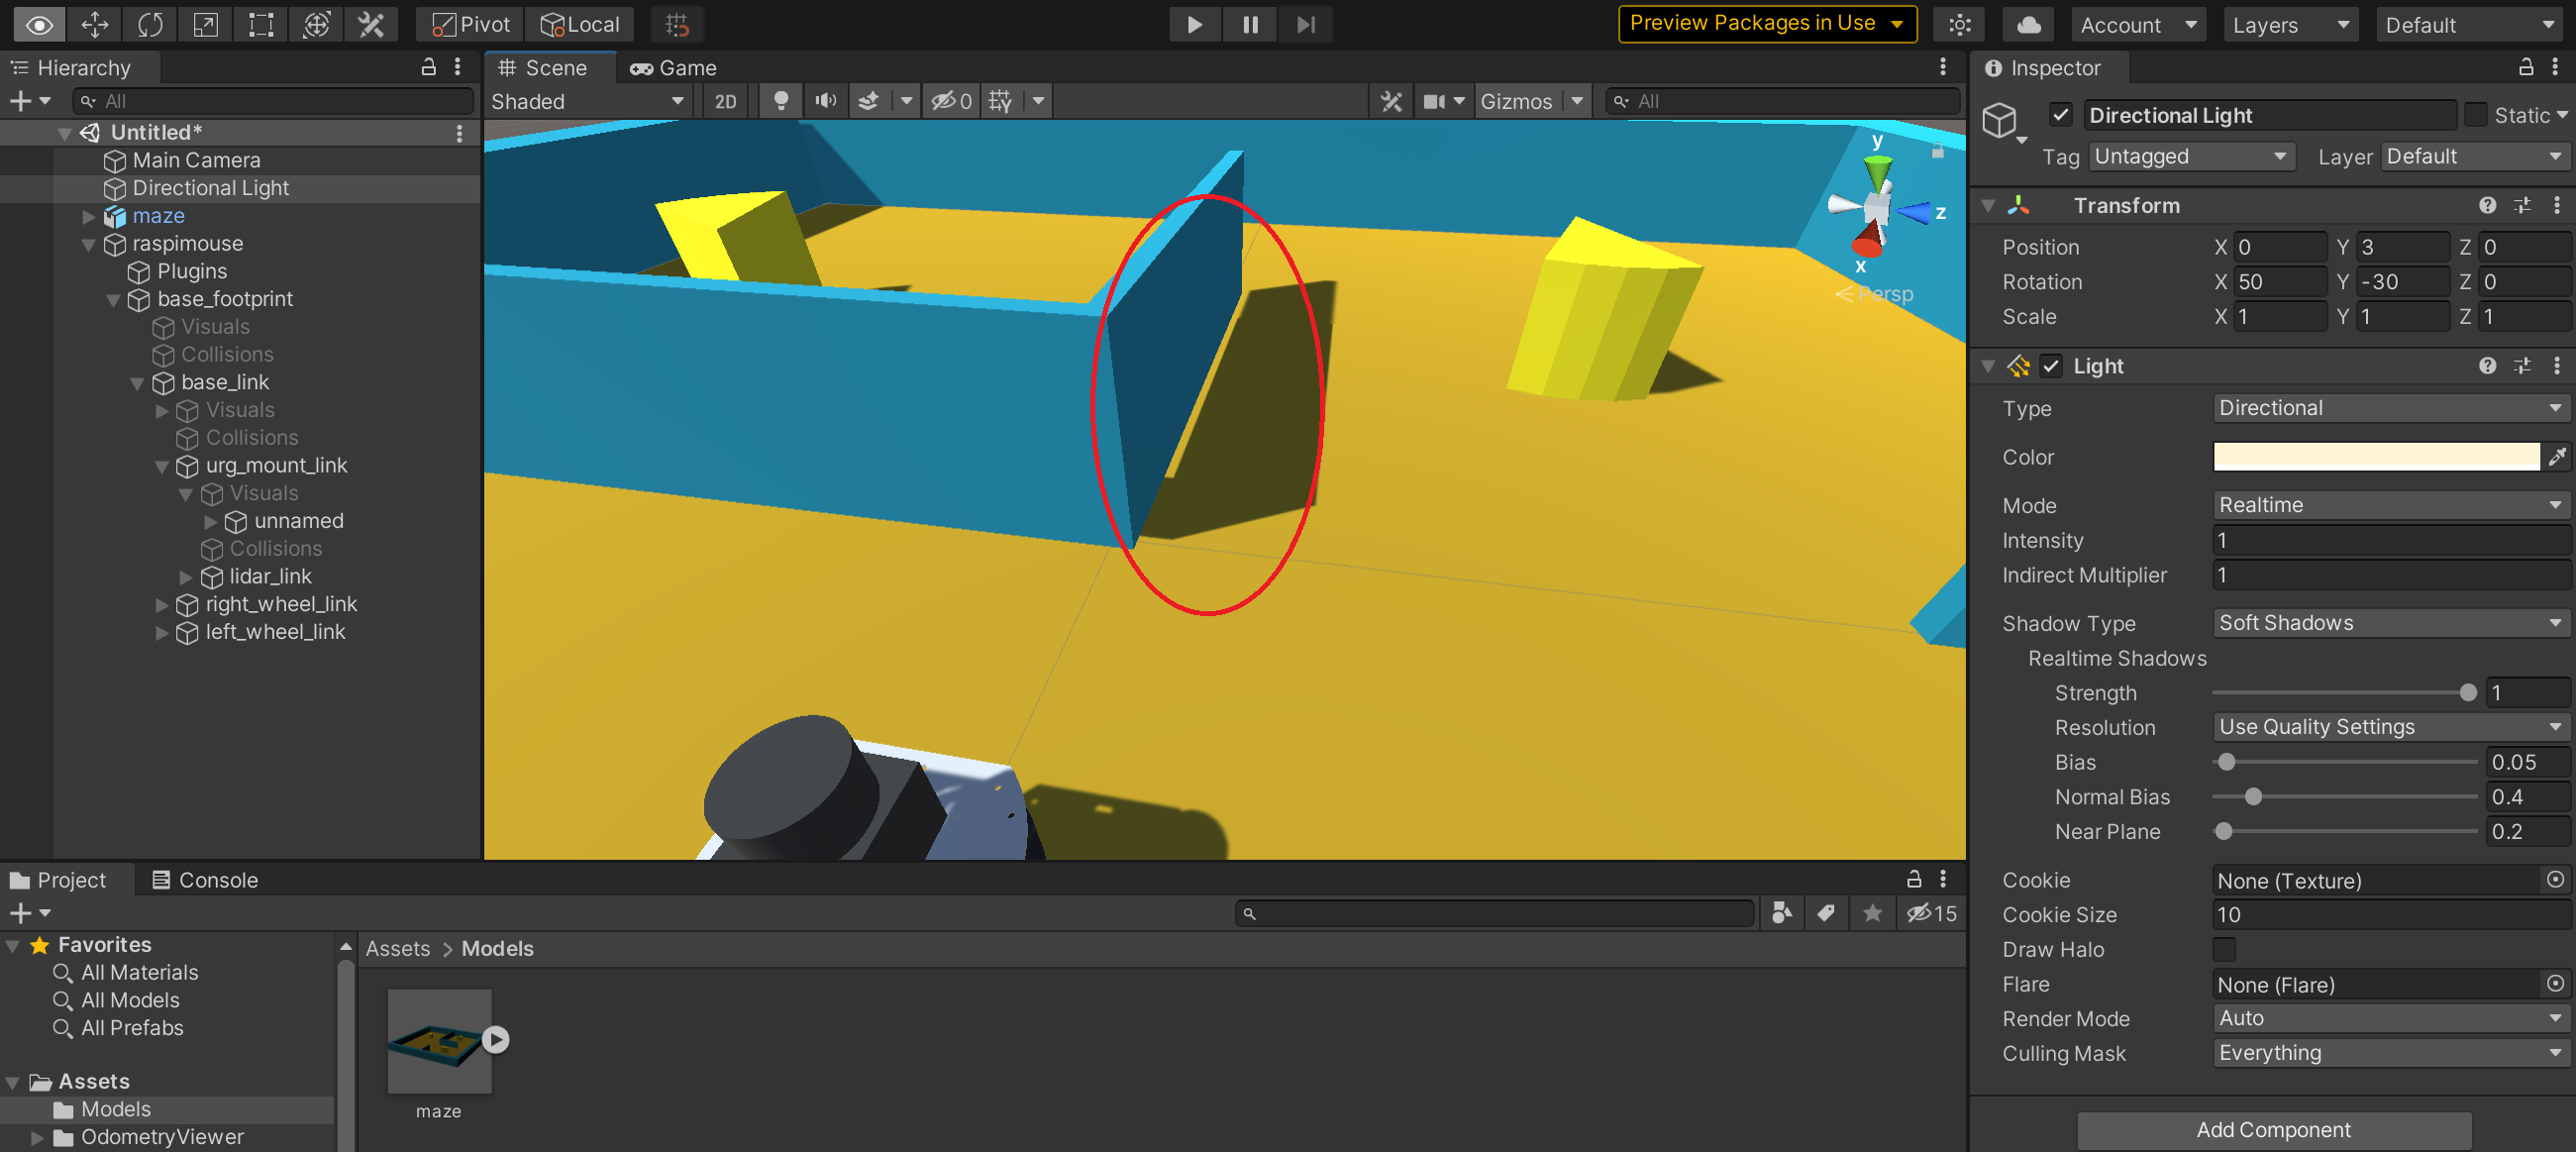 Pivot Local Preview Packages in Use Account Layers Default
Hierarchy
All
Untitled*
Main Camera
Directional Light
maze
raspimouse
Plugins
base_footprint
Visuals
Collisions
base_link
Visuals
Collisions
urg_mount_link
Visuals
unnamed
Collisions
lidar_link
right_wheel_link
left_wheel_link
Scene Game
Shaded 2D 0 Gizmos All
y
z
x
Persp
Inspector
Directional Light Static
Tag Untagged Layer Default
Transform
Position X 0 Y 3 Z 0
Rotation X 50 Y -30 Z 0
Scale X 1 Y 1 Z 1
Light
Type Directional
Color
Mode Realtime
Intensity 1
Indirect Multiplier 1
Shadow Type Soft Shadows
Realtime Shadows
Strength 1
Resolution Use Quality Settings
Bias 0.05
Normal Bias 0.4
Near Plane 0.2
Cookie None (Texture)
Cookie Size 10
Draw Halo
Flare None (Flare)
Render Mode Auto
Culling Mask Everything
Add Component
Project Console
15
Favorites
All Materials
All Models
All Prefabs
Assets
Models
OdometryViewer
Assets > Models
maze